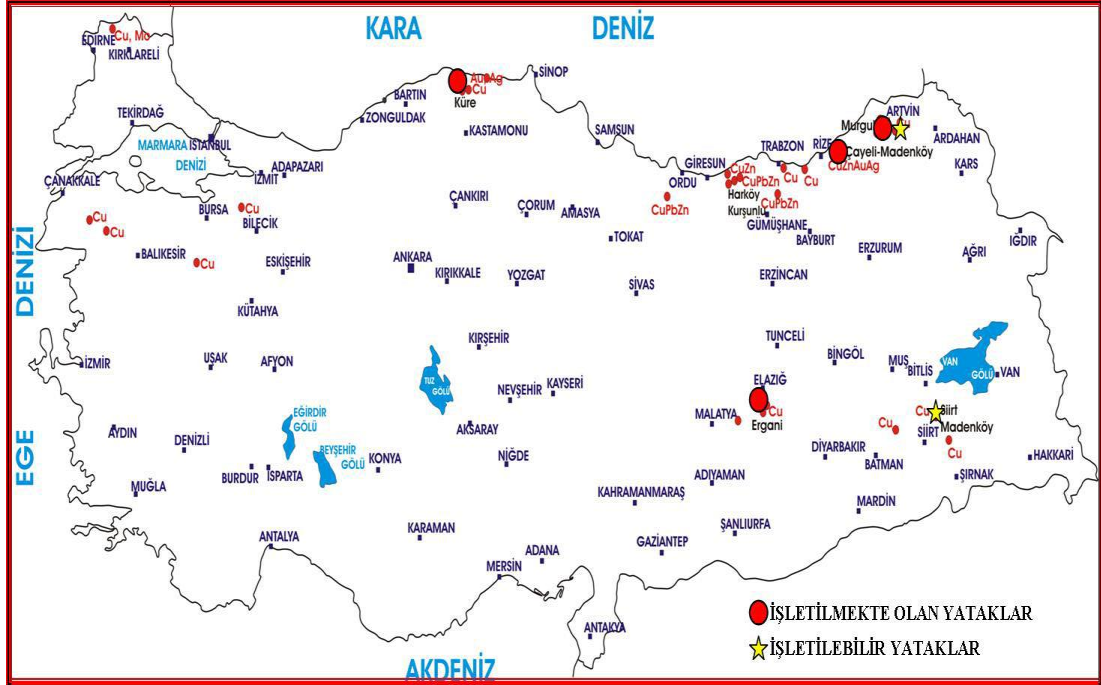 KARA DENİZ
EDİRNE
Cu, Mo
KIRKLARELİ
SİNOP
AuAg
Cu
Küre
BARTIN
ZONGULDAK
KASTAMONU
TEKİRDAĞ
MARMARA
DENİZİ
İSTANBUL
ADAPAZARI
İZMİT
SAMSUN
ARTVİN
Murgul
Cu
ARDAHAN
Çayeli-Madenköy
CuZnAuAg
RİZE
TRABZON
KARS
GİRESUN
ORDU
CuZn
CuPbZn
Cu
Cu
Harköy
Kurşunlu
CuPbZn
CuPbZn
GÜMÜŞHANE
BAYBURT
ÇANAKKALE
Cu
Cu
BURSA
Cu
BİLECİK
ÇANKIRI
ÇORUM
AMASYA
TOKAT
BALIKESİR
Cu
ESKİŞEHİR
ANKARA
KIRIKKALE
YOZGAT
SİVAS
ERZİNCAN
ERZURUM
AĞRI
IĞDIR
EGE DENİZİ
KÜTAHYA
KIRŞEHİR
TUNCELİ
BİNGÖL
MUŞ
BİTLİS
VAN
GÖLÜ
VAN
İZMİR
UŞAK
AFYON
TUZ
GÖLÜ
NEVŞEHİR
KAYSERİ
ELAZIĞ
Cu
Ergani
MALATYA
Cu
Siirt
Madenköy
Cu
SİİRT
Cu
AKSARAY
EĞİRDİR
GÖLÜ
BEYŞEHİR
GÖLÜ
AYDIN
DENİZLİ
BURDUR
ISPARTA
KONYA
NİĞDE
DİYARBAKIR
BATMAN
HAKKARİ
ŞIRNAK
MUĞLA
ADIYAMAN
KAHRAMANMARAŞ
MARDİN
ŞANLIURFA
GAZİANTEP
ANTALYA
KARAMAN
MERSİN
ADANA
ANTAKYA
AKDENİZ
İŞLETİLMEKTE OLAN YATAKLAR
İŞLETİLEBİLİR YATAKLAR